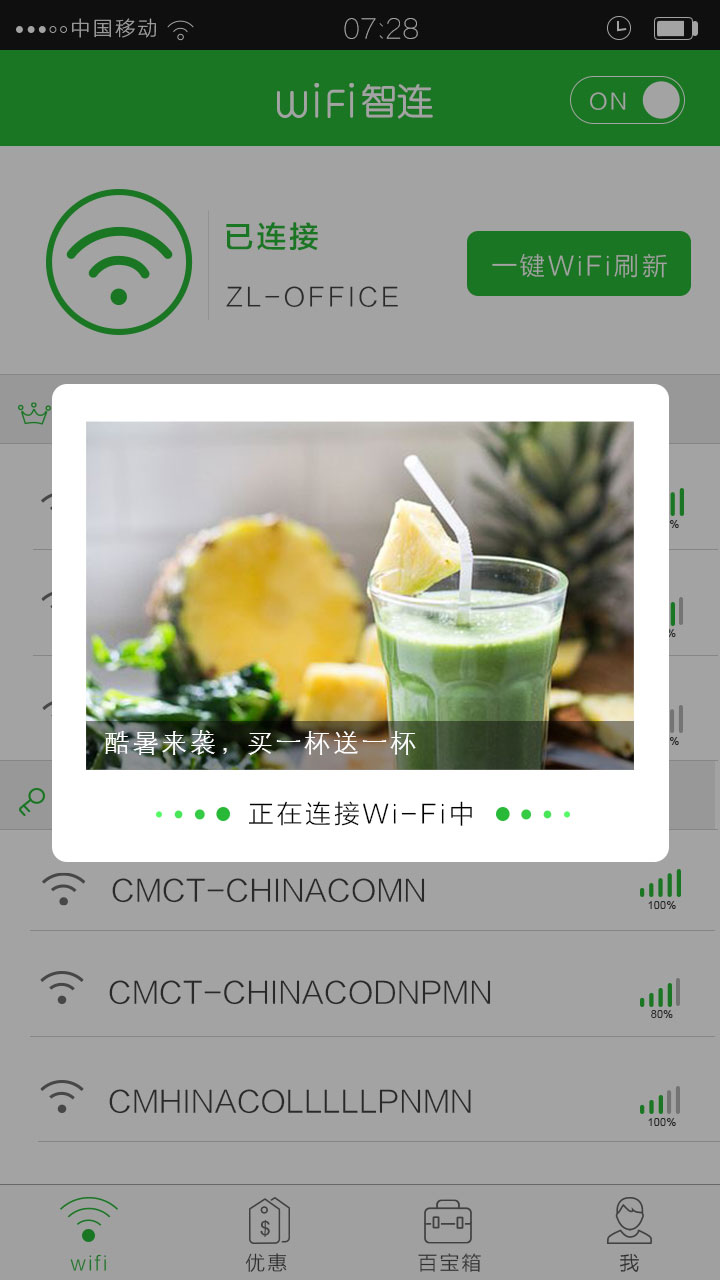 中国移动
07:28
WiFi智连
ON
已连接
ZL-OFFICE
一键WiFi刷新
%
%
%
酷暑来袭，买一杯送一杯
正在连接Wi-Fi中
CMCT-CHINACOMN
100%
CMCT-CHINACODNPMN
80%
CMHINACOLLLLLPNMN
100%
$
wifi
优惠
百宝箱
我